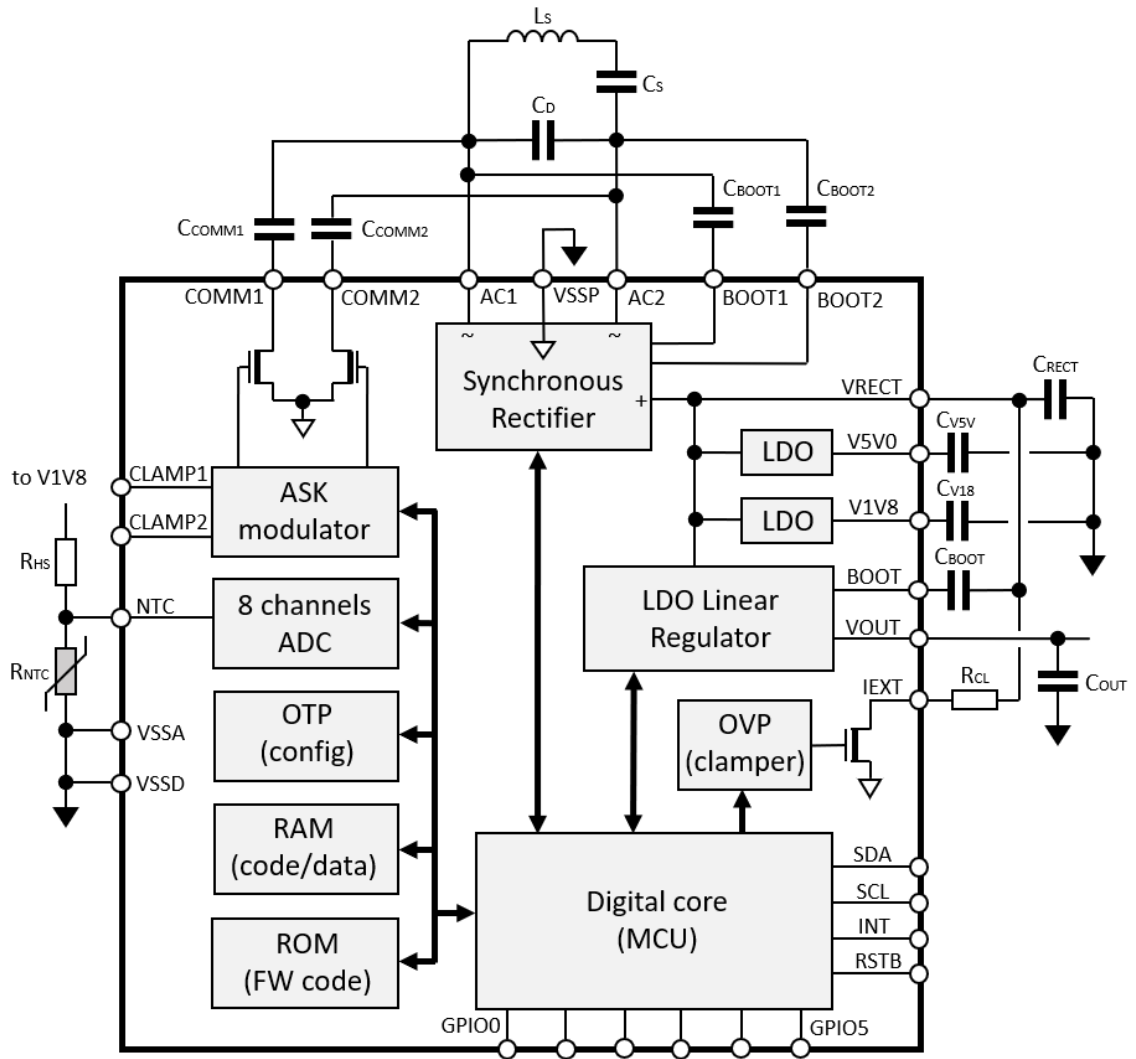 LS
CS
CD
CBOOT1
CBOOT2
CCOMM1
CCOMM2
COMM1
COMM2
AC1
VSSP
AC2
BOOT1
BOOT2
~
~
Synchronous
Rectifier
+
VRECT
CRECT
LDO
V5V0
CV5V
LDO
V1V8
CV18
to V1V8
CLAMP1
CLAMP2
ASK
modulator
RHS
NTC
8 channels
ADC
RNTC
LDO Linear
Regulator
BOOT
CBOOT
VOUT
COUT
IEXT
RCL
VSSA
VSSD
OTP
(config)
OVP
(clamper)
RAM
(code/data)
ROM
(FW code)
Digital core
(MCU)
SDA
SCL
INT
RSTB
GPIO0
GPIO5